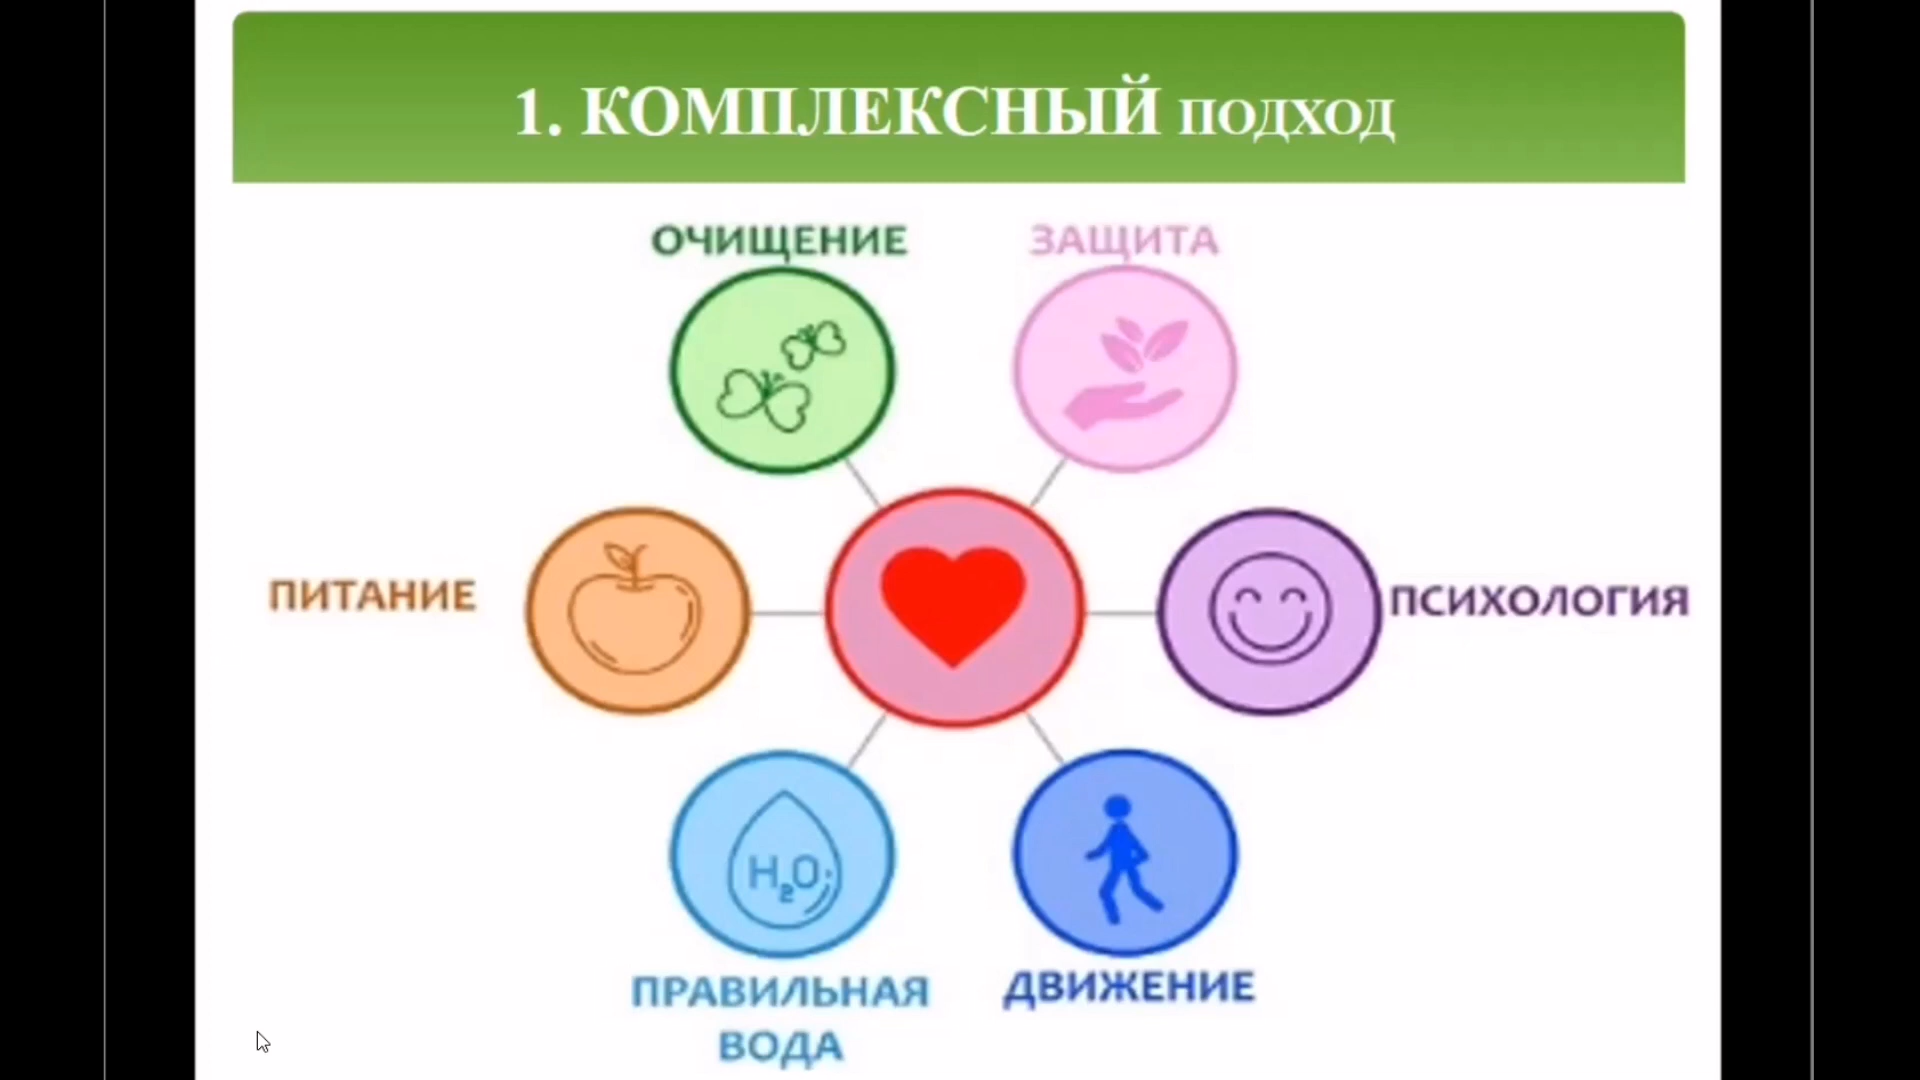 1. КОМПЛЕКСНЫЙ ПОДХОД
ОЧИЩЕНИЕ
ЗАЩИТА
ПИТАНИЕ
ПСИХОЛОГИЯ
H₂O
ПРАВИЛЬНАЯ
ВОДА
ДВИЖЕНИЕ